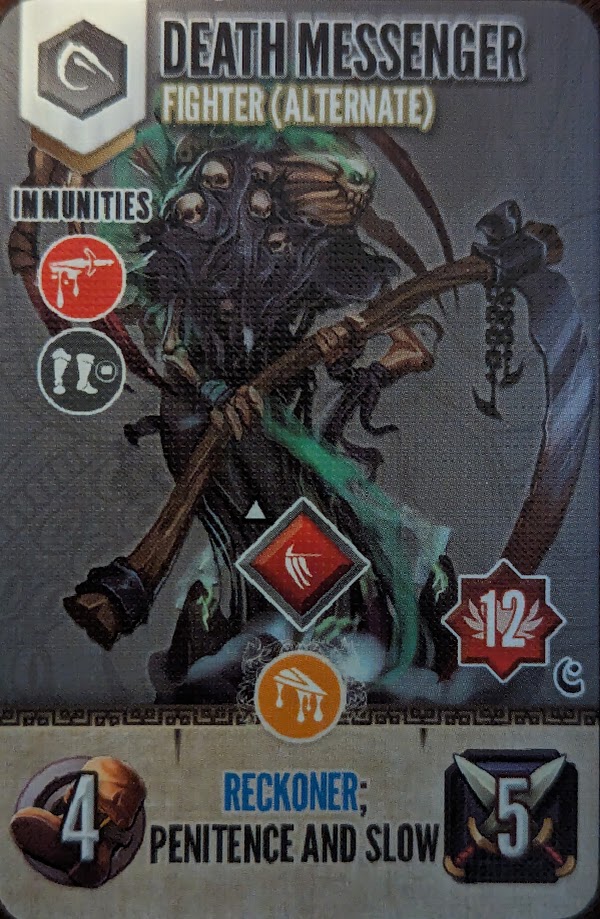 DEATH MESSENGER
FIGHTER (ALTERNATE)
IMMUNITIES
12
4
RECKONER;
PENITENCE AND SLOW
5